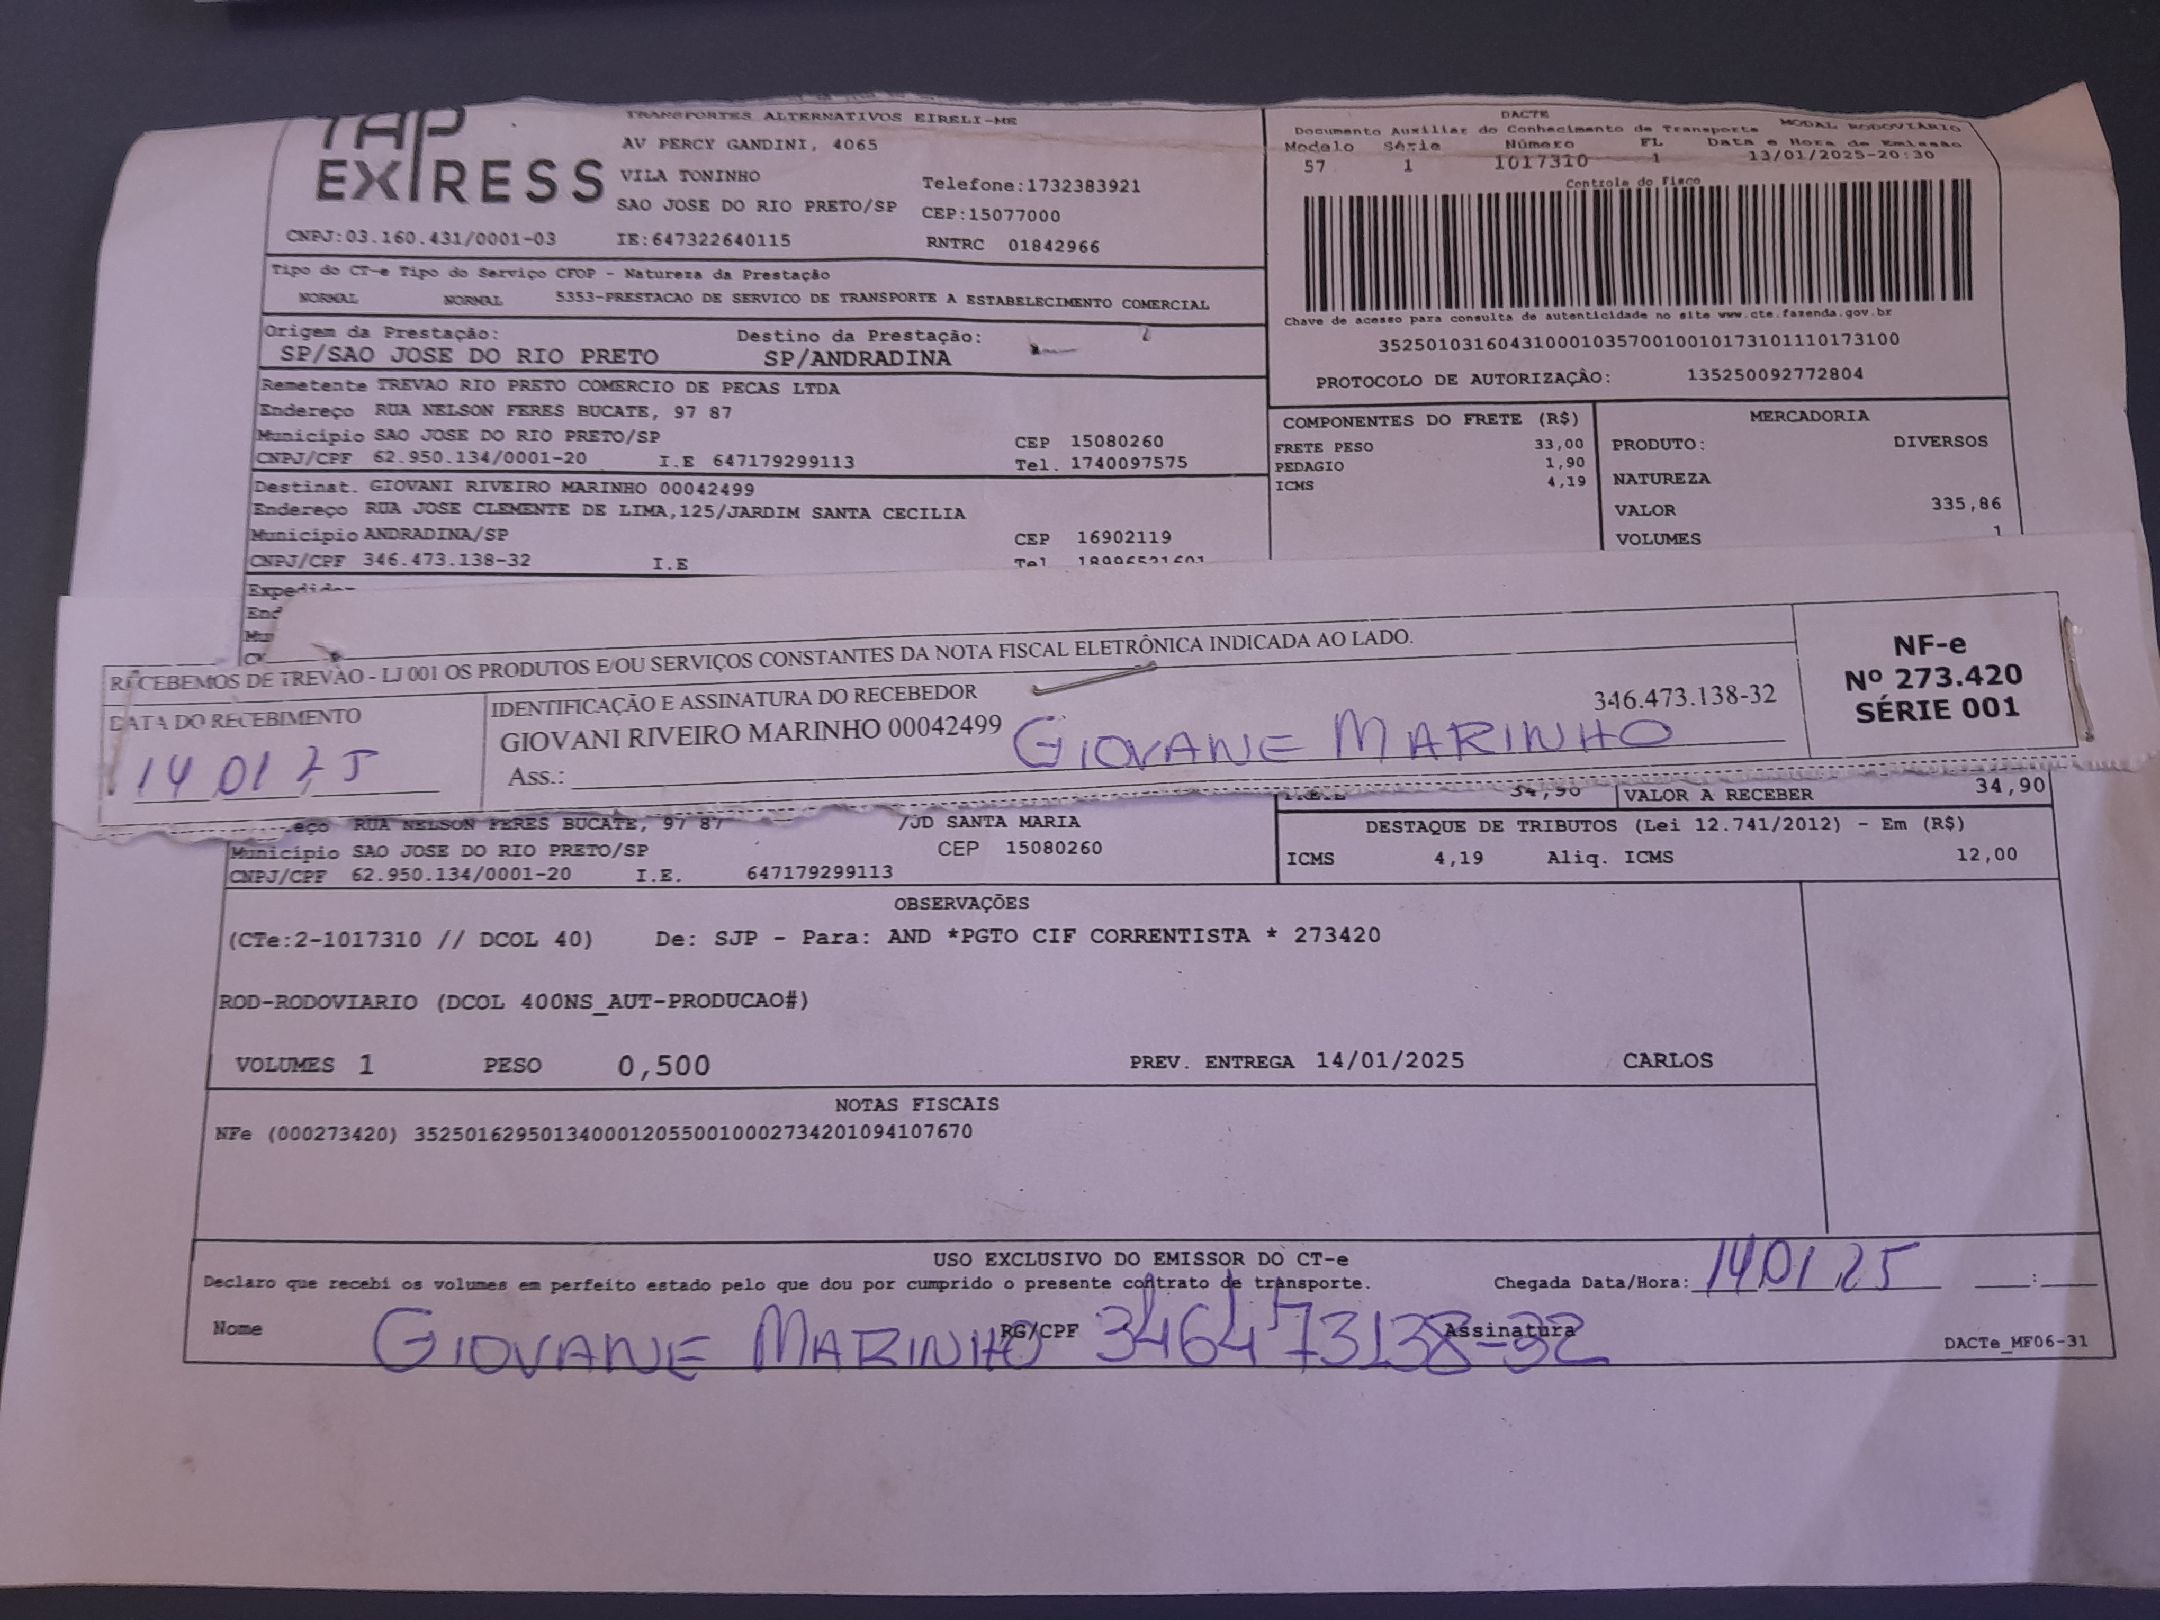 TAP
EXPRESS
TRANSPORTES ALTERNATIVOS EIRELI-ME
AV PERCY GANDINI, 4065
VILA TONINHO
Telefone:1732383921
SAO JOSE DO RIO PRETO/SP
CEP:15077000
CNPJ:03.160.431/0001-03 IE:647322640115
RNTRC 01842966
DACTE
Documento Auxiliar do Conhecimento de Transporte MODAL RODOVIÁRIO
Modelo Série Número FL Data e Hora de Emissão
57 1 1017310 1 13/01/2025-20:30
Controle do Fisco
Chave de acesso para consulta de autenticidade no site www.cte.fazenda.gov.br
35250103160431000103570010010173101110173100
PROTOCOLO DE AUTORIZAÇÃO: 135250092772804
Tipo do CT-e Tipo do Serviço CFOP - Natureza da Prestação
NORMAL NORMAL 5353-PRESTACAO DE SERVICO DE TRANSPORTE A ESTABELECIMENTO COMERCIAL
Origem da Prestação: Destino da Prestação:
SP/SAO JOSE DO RIO PRETO SP/ANDRADINA
Remetente TREVAO RIO PRETO COMERCIO DE PECAS LTDA
Endereço RUA NELSON FERES BUCATE, 97 87
Município SAO JOSE DO RIO PRETO/SP CEP 15080260
CNPJ/CPF 62.950.134/0001-20 I.E 647179299113 Tel. 1740097575
Destinat. GIOVANI RIVEIRO MARINHO 00042499
Endereço RUA JOSE CLEMENTE DE LIMA,125/JARDIM SANTA CECILIA
Município ANDRADINA/SP CEP 16902119
CNPJ/CPF 346.473.138-32 I.E Tel 18996521601
COMPONENTES DO FRETE (R$)
FRETE PESO 33,00
PEDAGIO 1,90
ICMS 4,19
MERCADORIA
PRODUTO: DIVERSOS
NATUREZA
VALOR 335,86
VOLUMES 1
RECEBEMOS DE TREVÃO - LJ 001 OS PRODUTOS E/OU SERVIÇOS CONSTANTES DA NOTA FISCAL ELETRÔNICA INDICADA AO LADO.
DATA DO RECEBIMENTO
14 01 25
IDENTIFICAÇÃO E ASSINATURA DO RECEBEDOR
GIOVANI RIVEIRO MARINHO 00042499 346.473.138-32
Ass.: GIOVANE MARINHO
NF-e
Nº 273.420
SÉRIE 001
34,90 VALOR A RECEBER 34,90
eço RUA NELSON FERES BUCATE, 97 87 /JD SANTA MARIA
Município SAO JOSE DO RIO PRETO/SP CEP 15080260
CNPJ/CPF 62.950.134/0001-20 I.E. 647179299113
DESTAQUE DE TRIBUTOS (Lei 12.741/2012) - Em (R$)
ICMS 4,19 Aliq. ICMS 12,00
OBSERVAÇÕES
(CTe:2-1017310 // DCOL 40) De: SJP - Para: AND *PGTO CIF CORRENTISTA * 273420
ROD-RODOVIARIO (DCOL 400NS_AUT-PRODUCAO#)
VOLUMES 1 PESO 0,500 PREV. ENTREGA 14/01/2025 CARLOS
NOTAS FISCAIS
NFe (000273420) 35250162950134000120550010002734201094107670
USO EXCLUSIVO DO EMISSOR DO CT-e
Declaro que recebi os volumes em perfeito estado pelo que dou por cumprido o presente contrato de transporte. Chegada Data/Hora: 14 01 25 :
Nome GIOVANE MARINHO RG/CPF 346473138-32 Assinatura
DACTe_MF06-31